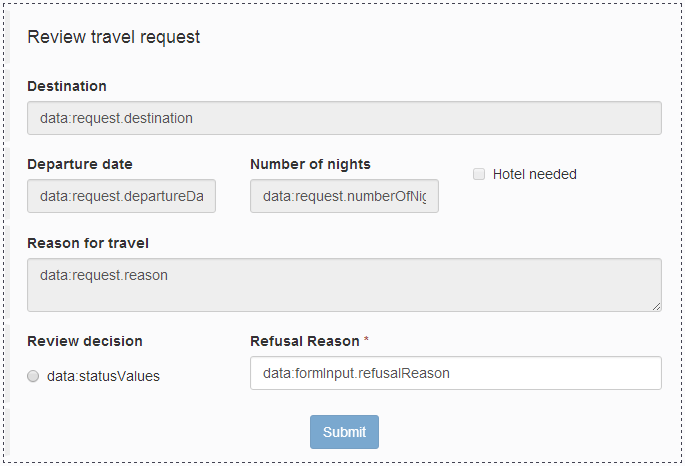 Review travel request
Destination
data:request.destination
Departure date Number of nights
data:request.departureDa data:request.numberOfNig Hotel needed
Reason for travel
data:request.reason
Review decision Refusal Reason *
data:statusValues data:formInput.refusalReason
Submit